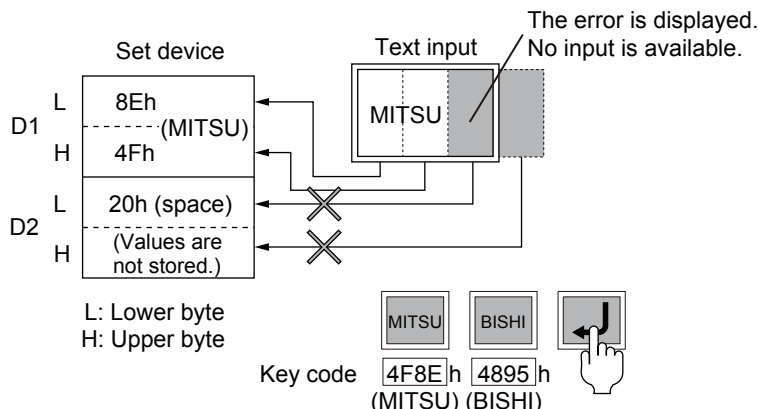 The error is displayed.
No input is available.
Set device
Text input
D1
L
8Eh
(MITSU)
H
4Fh
MITSU
D2
L
20h (space)
H
(Values are
not stored.)
L: Lower byte
H: Upper byte
MITSU
BISHI
Key code
4F8E h
4895 h
(MITSU) (BISHI)